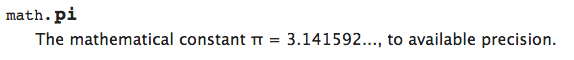 math.pi
The mathematical constant π = 3.141592..., to available precision.